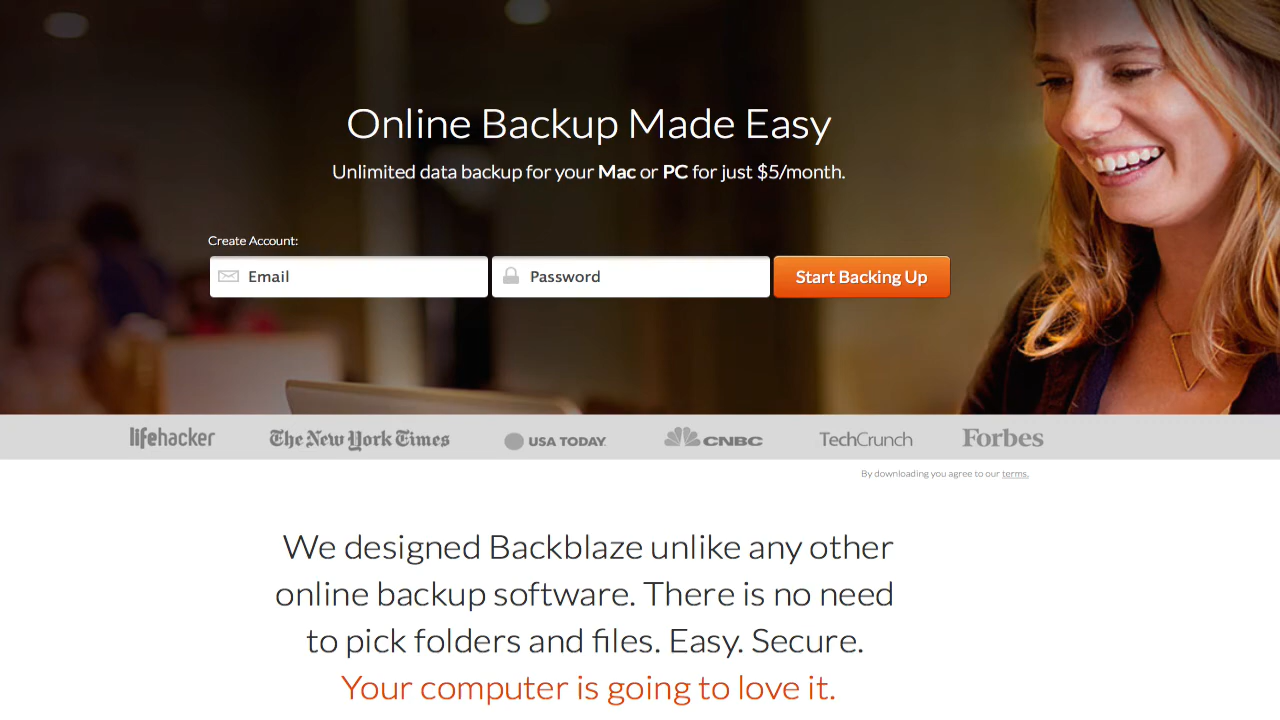 Online Backup Made Easy
Unlimited data backup for your Mac or PC for just $5/month.
Create Account:
Email
Password
Start Backing Up
lifehacker
The New York Times
USA TODAY
CNBC
TechCrunch
Forbes
By downloading you agree to our terms.
We designed Backblaze unlike any other
online backup software. There is no need
to pick folders and files. Easy. Secure.
Your computer is going to love it.